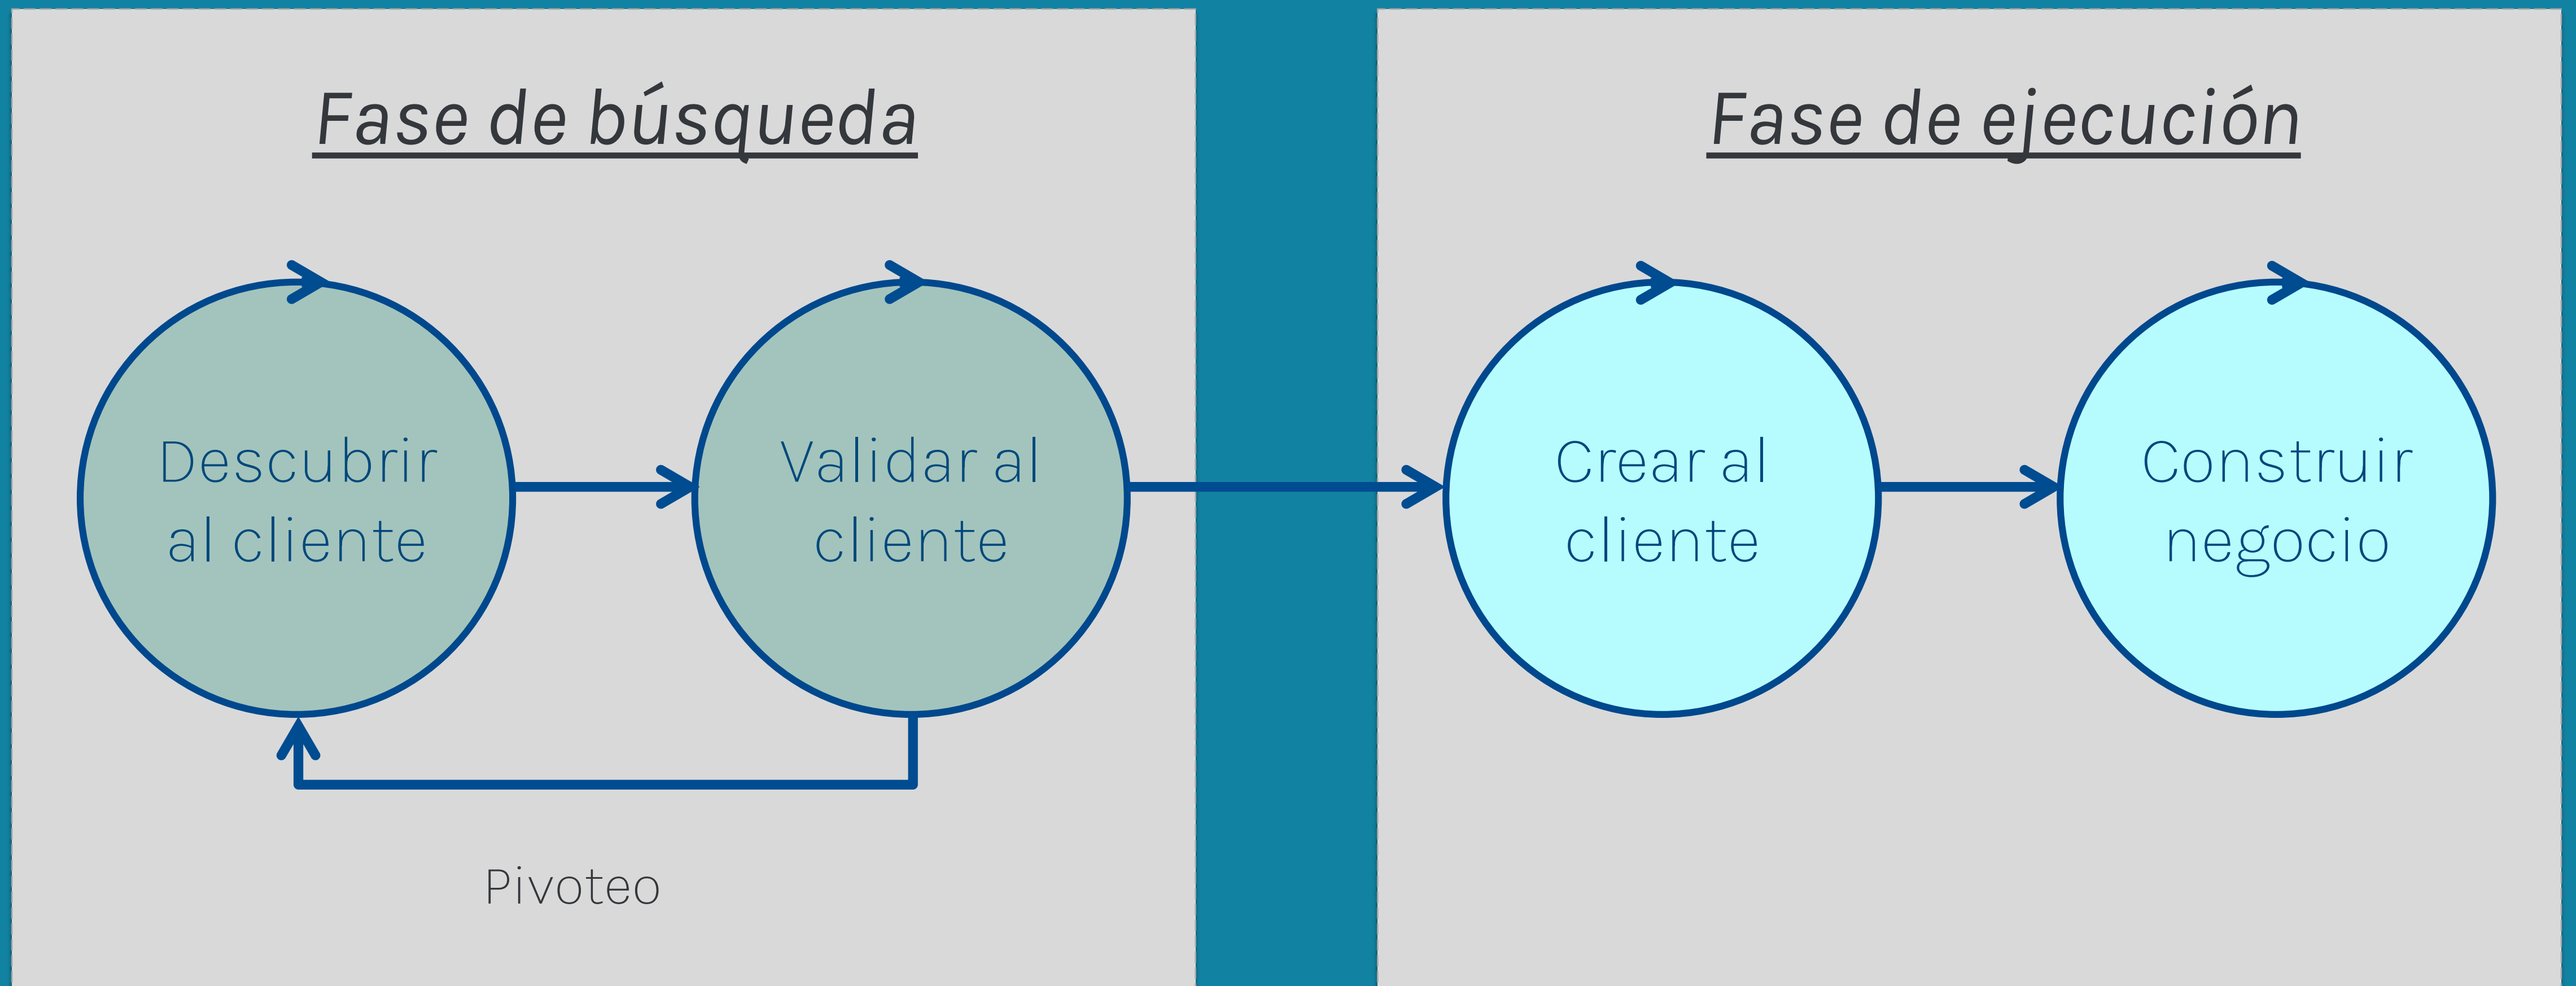 Fase de búsqueda
Descubrir
al cliente
Validar al
cliente
Pivoteo
Fase de ejecución
Crear al
cliente
Construir
negocio